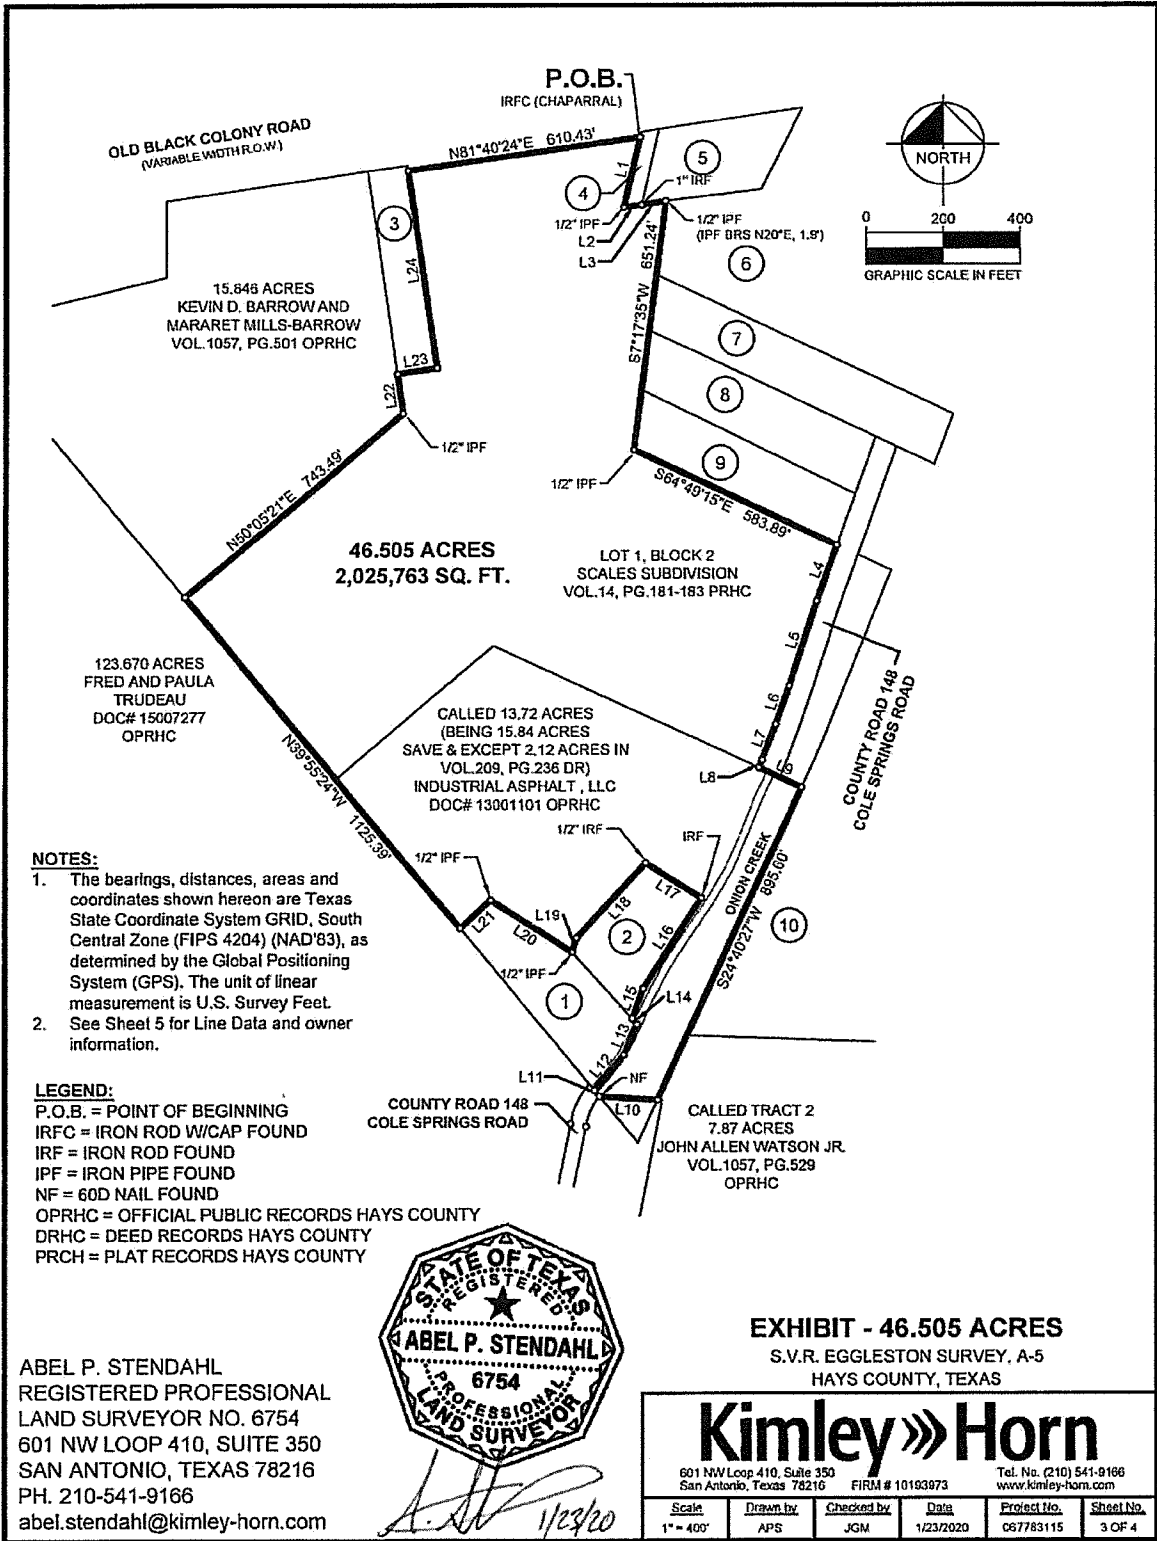 P.O.B.
IRFC (CHAPARRAL)
OLD BLACK COLONY ROAD
(VARIABLE WIDTH R.O.W.)
N81°40'24"E 610.43'
L1
4
5
1" IRF
1/2" IPF
L2
L3
1/2" IPF
(IPF BRS N20°E, 1.9')
NORTH
0 200 400
GRAPHIC SCALE IN FEET
3
L24
15.846 ACRES
KEVIN D. BARROW AND
MARARET MILLS-BARROW
VOL.1057, PG.501 OPRHC
L23
L22
1/2" IPF
S7°17'35"W 651.24'
6
7
8
9
1/2" IPF
S64°49'15"E 583.89'
N50°05'21"E 743.49'
46.505 ACRES
2,025,763 SQ. FT.
LOT 1, BLOCK 2
SCALES SUBDIVISION
VOL.14, PG.181-183 PRHC
L4
L5
L6
L7
L8
L9
COUNTY ROAD 148
COLE SPRINGS ROAD
123.670 ACRES
FRED AND PAULA
TRUDEAU
DOC# 15007277
OPRHC
N39°55'24"W 1125.39'
CALLED 13.72 ACRES
(BEING 15.84 ACRES
SAVE & EXCEPT 2.12 ACRES IN
VOL.209, PG.236 DR)
INDUSTRIAL ASPHALT , LLC
DOC# 13001101 OPRHC
1/2" IRF
IRF
1/2" IPF
L17
L18
L19
L20
L21
2
L16
1/2" IPF
1
L15
L14
L13
L12
L11
NF
L10
ONION CREEK
S24°40'27"W 895.60'
10
COUNTY ROAD 148
COLE SPRINGS ROAD
CALLED TRACT 2
7.87 ACRES
JOHN ALLEN WATSON JR.
VOL.1057, PG.529
OPRHC
NOTES:
1. The bearings, distances, areas and
coordinates shown hereon are Texas
State Coordinate System GRID, South
Central Zone (FIPS 4204) (NAD'83), as
determined by the Global Positioning
System (GPS). The unit of linear
measurement is U.S. Survey Feet.
2. See Sheet 5 for Line Data and owner
information.
LEGEND:
P.O.B. = POINT OF BEGINNING
IRFC = IRON ROD W/CAP FOUND
IRF = IRON ROD FOUND
IPF = IRON PIPE FOUND
NF = 60D NAIL FOUND
OPRHC = OFFICIAL PUBLIC RECORDS HAYS COUNTY
DRHC = DEED RECORDS HAYS COUNTY
PRCH = PLAT RECORDS HAYS COUNTY
STATE OF TEXAS
REGISTERED
ABEL P. STENDAHL
6754
PROFESSIONAL
LAND SURVEYOR
1/23/20
ABEL P. STENDAHL
REGISTERED PROFESSIONAL
LAND SURVEYOR NO. 6754
601 NW LOOP 410, SUITE 350
SAN ANTONIO, TEXAS 78216
PH. 210-541-9166
abel.stendahl@kimley-horn.com
EXHIBIT - 46.505 ACRES
S.V.R. EGGLESTON SURVEY, A-5
HAYS COUNTY, TEXAS
Kimley»Horn
601 NW Loop 410, Suite 350
San Antonio, Texas 78216 FIRM # 10193973
Tel. No. (210) 541-9166
www.kimley-horn.com
Scale Drawn by Checked by Date Project No. Sheet No.
1" = 400' APS JGM 1/23/2020 067783115 3 OF 4